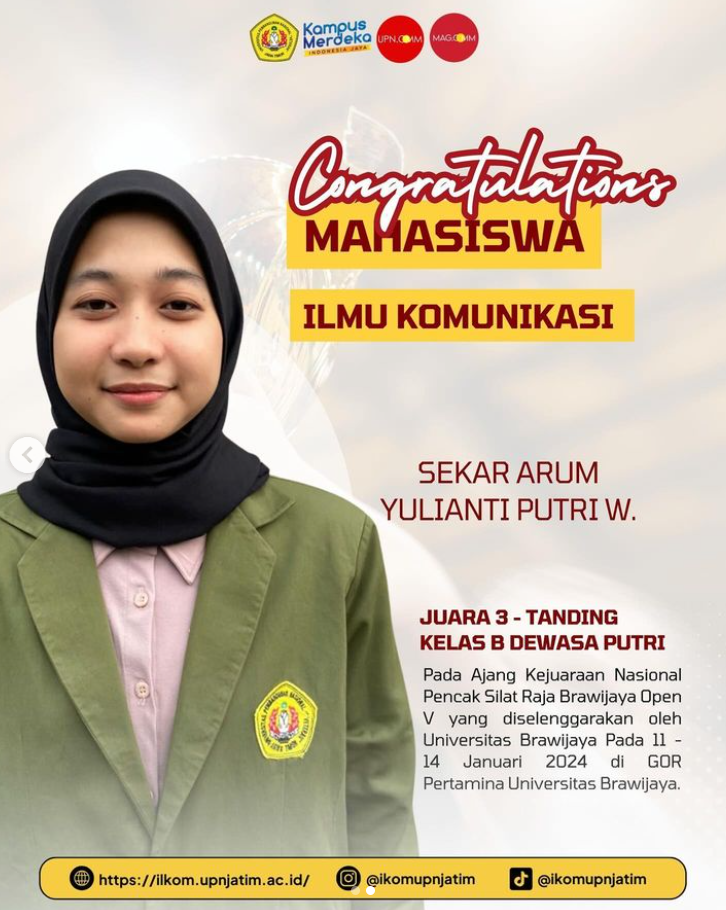 Kampus
Merdeka
INDONESIA JAYA
UPN.COMM
MAG.COMM
Congratulations
MAHASISWA
ILMU KOMUNIKASI
SEKAR ARUM
YULIANTI PUTRI W.
JUARA 3 - TANDING
KELAS B DEWASA PUTRI
Pada Ajang Kejuaraan Nasional
Pencak Silat Raja Brawijaya Open
V yang diselenggarakan oleh
Universitas Brawijaya Pada 11 -
14 Januari 2024 di GOR
Pertamina Universitas Brawijaya.
https://ilkom.upnjatim.ac.id/
@ikomupnjatim
@ikomupnjatim